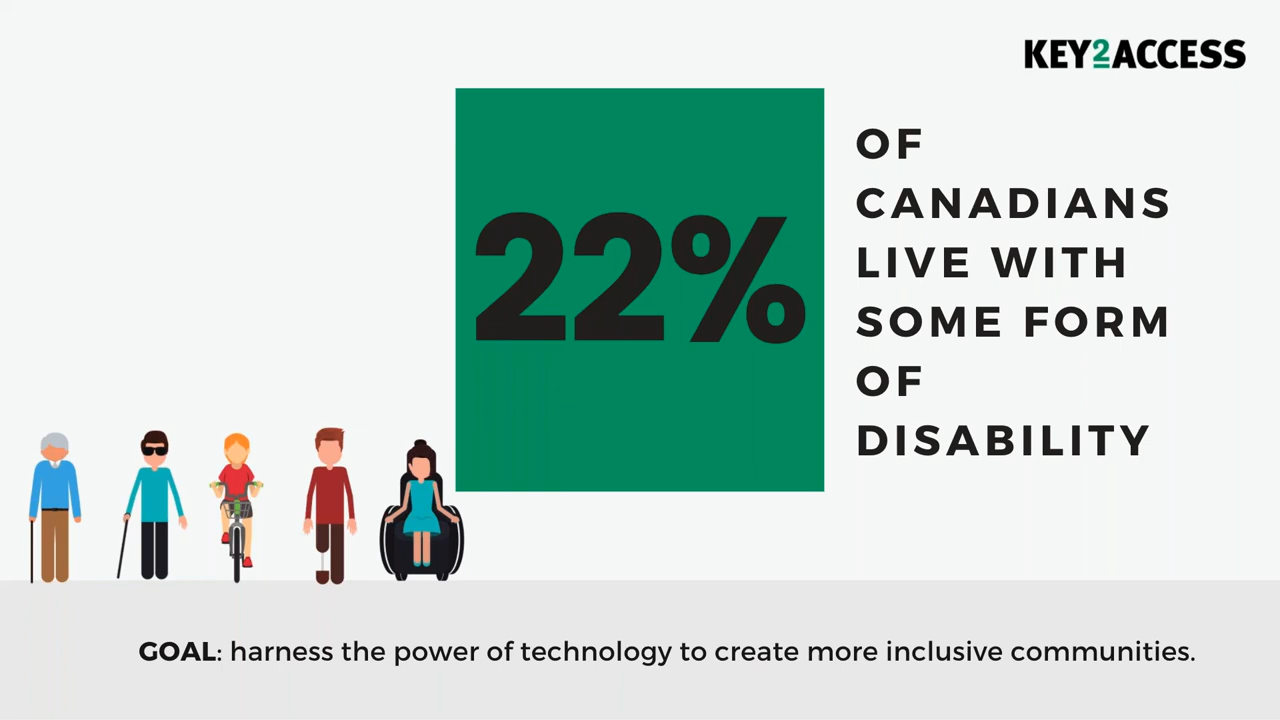 KEY2ACCESS
22%
OF
CANADIANS
LIVE WITH
SOME FORM
OF
DISABILITY
GOAL: harness the power of technology to create more inclusive communities.